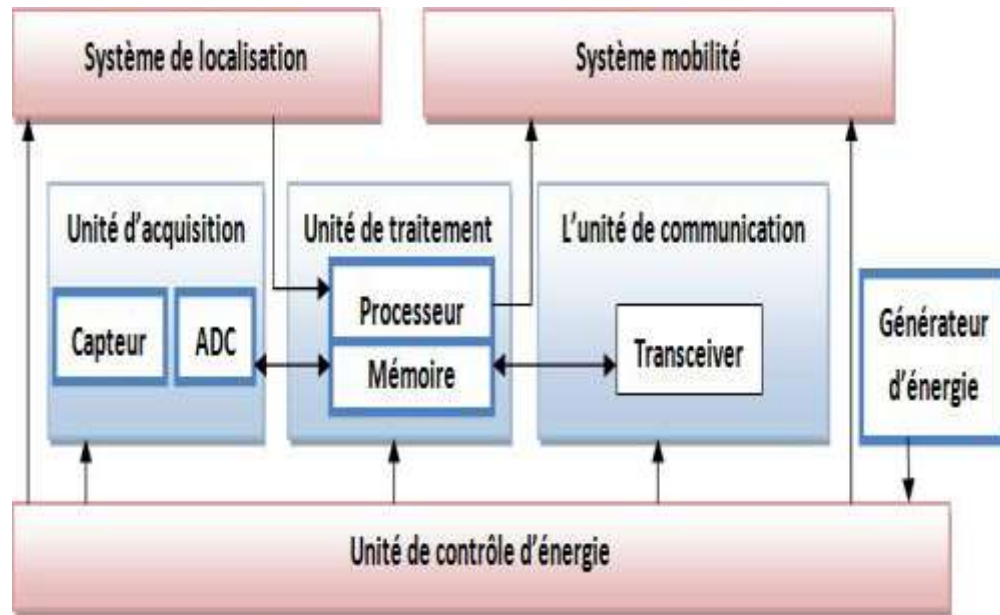 Système de localisation
Système mobilité
Unité d'acquisition
Unité de traitement
L'unité de communication
Capteur
ADC
Processeur
Mémoire
Transceiver
Générateur
d'énergie
Unité de contrôle d'énergie